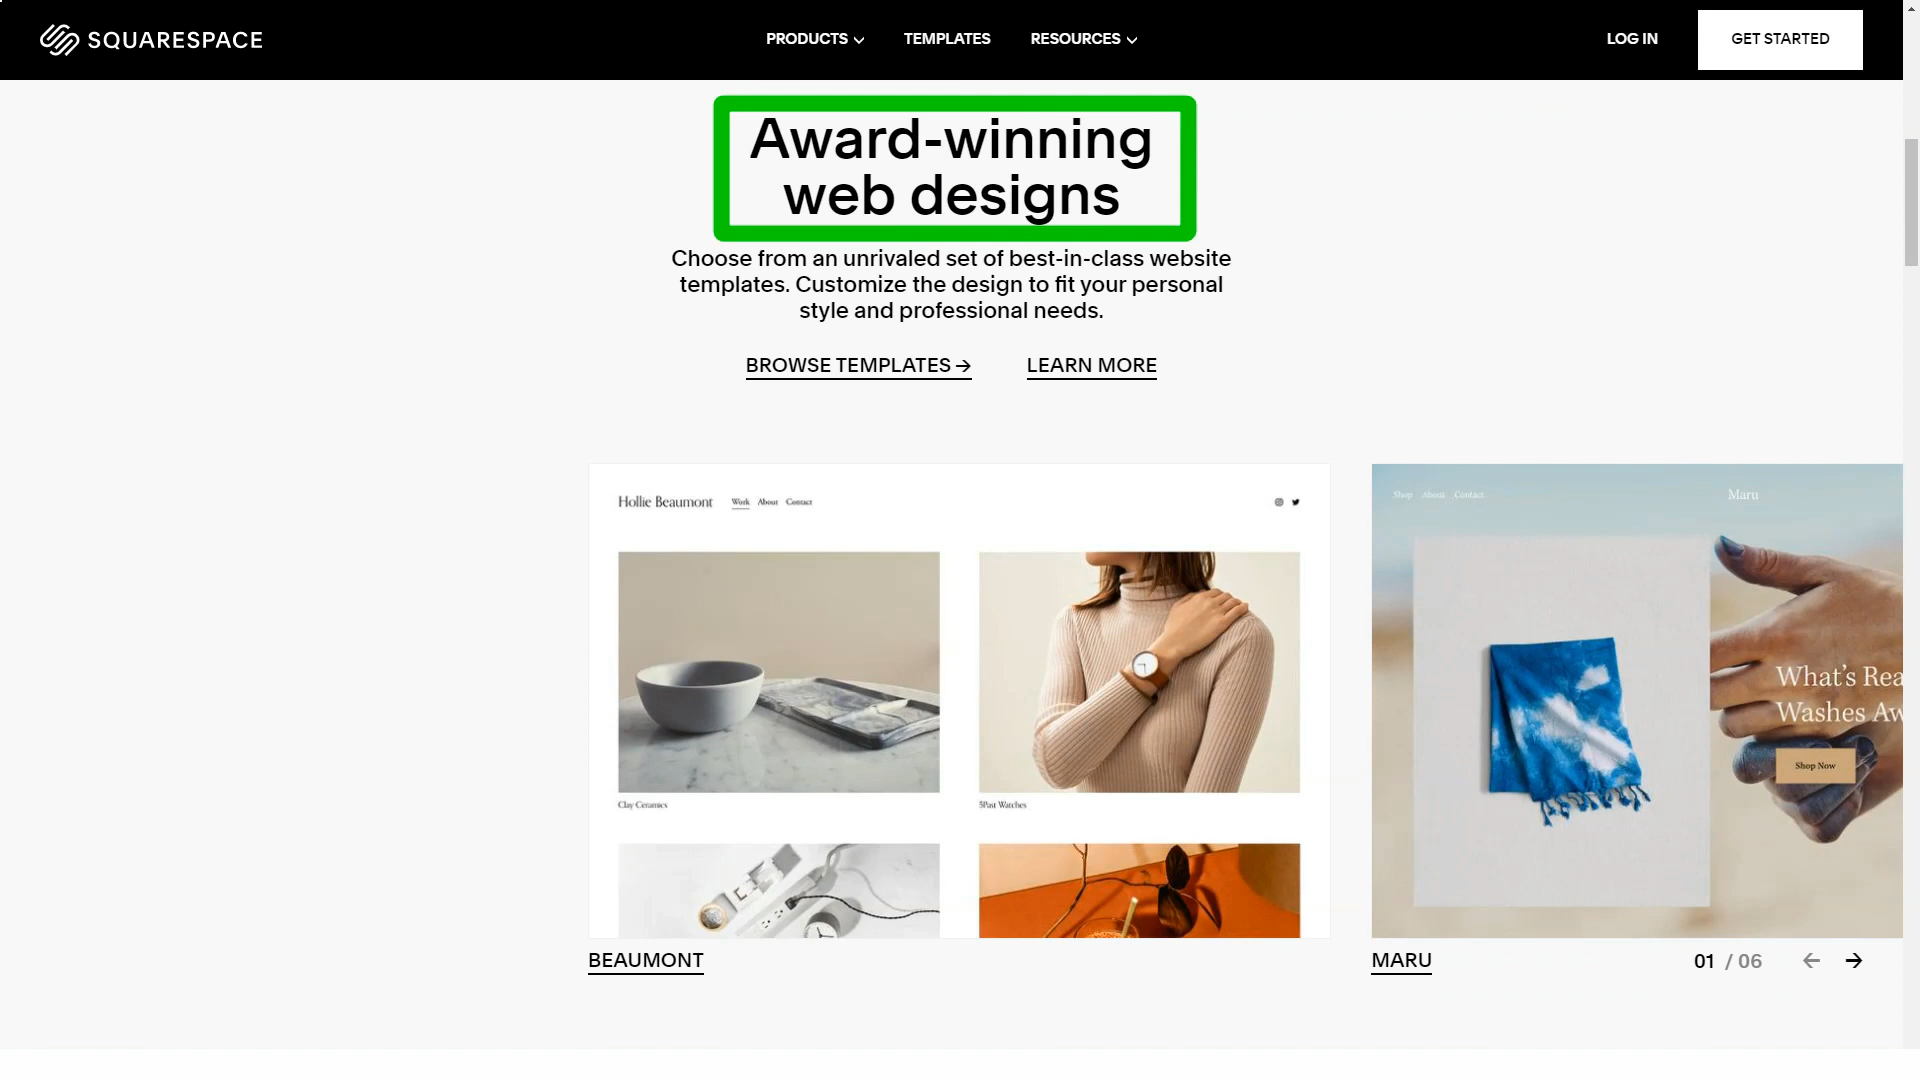 SQUARESPACE
PRODUCTS
TEMPLATES
RESOURCES
LOG IN
GET STARTED
Award-winning
web designs
Choose from an unrivaled set of best-in-class website
templates. Customize the design to fit your personal
style and professional needs.
BROWSE TEMPLATES →
LEARN MORE
Hollie Beaumont
Work
About
Contact
Clay Ceramics
5Past Watches
BEAUMONT
Shop
About
Contact
Maru
What's Rea
Washes Aw
Shop Now
MARU
01 / 06